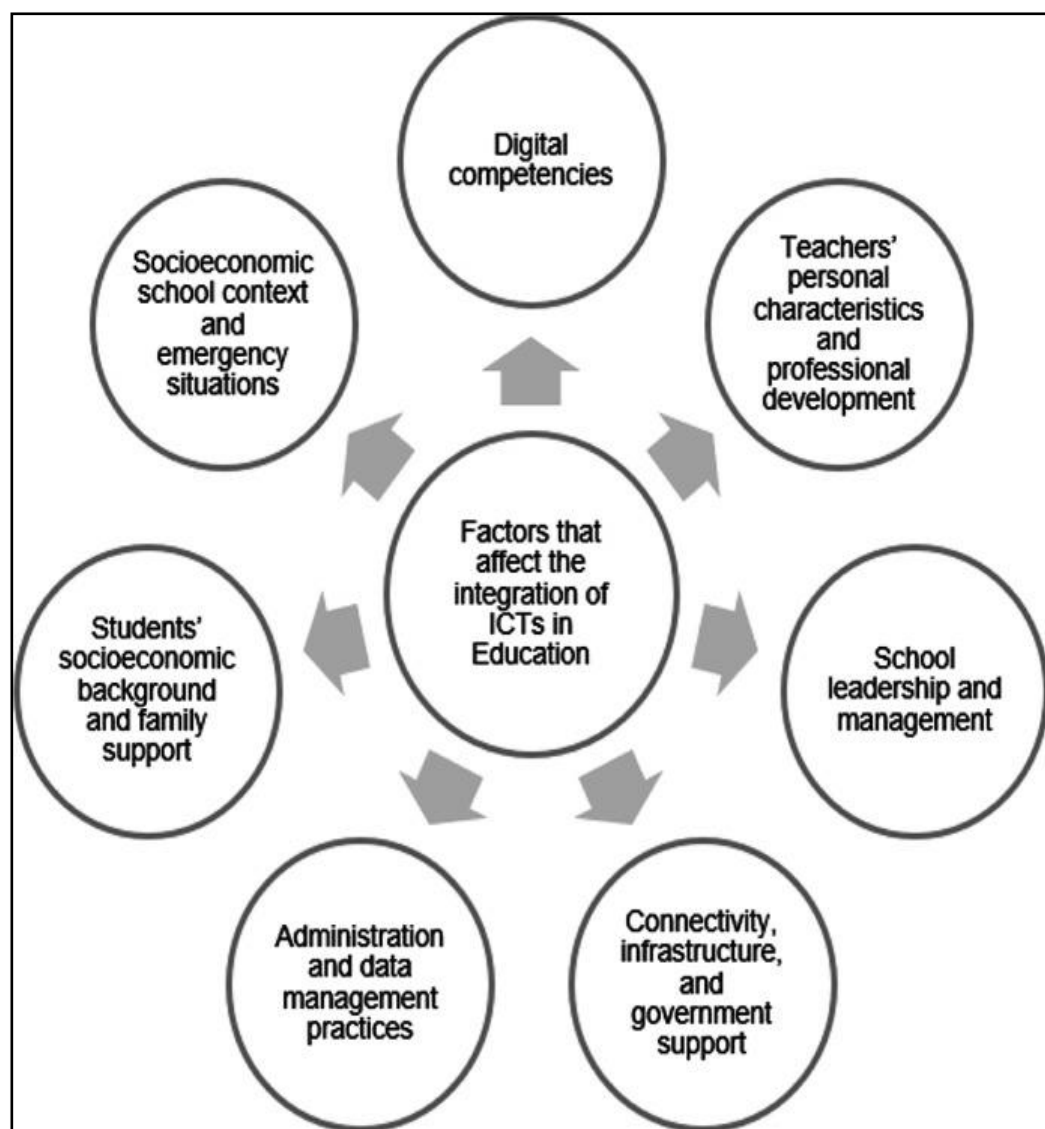 Digital
competencies
Teachers’
personal
characteristics
and
professional
development
School
leadership and
management
Connectivity,
infrastructure,
and
government
support
Administration
and data
management
practices
Students’
socioeconomic
background
and family
support
Socioeconomic
school context
and
emergency
situations
Factors that
affect the
integration of
ICTs in
Education